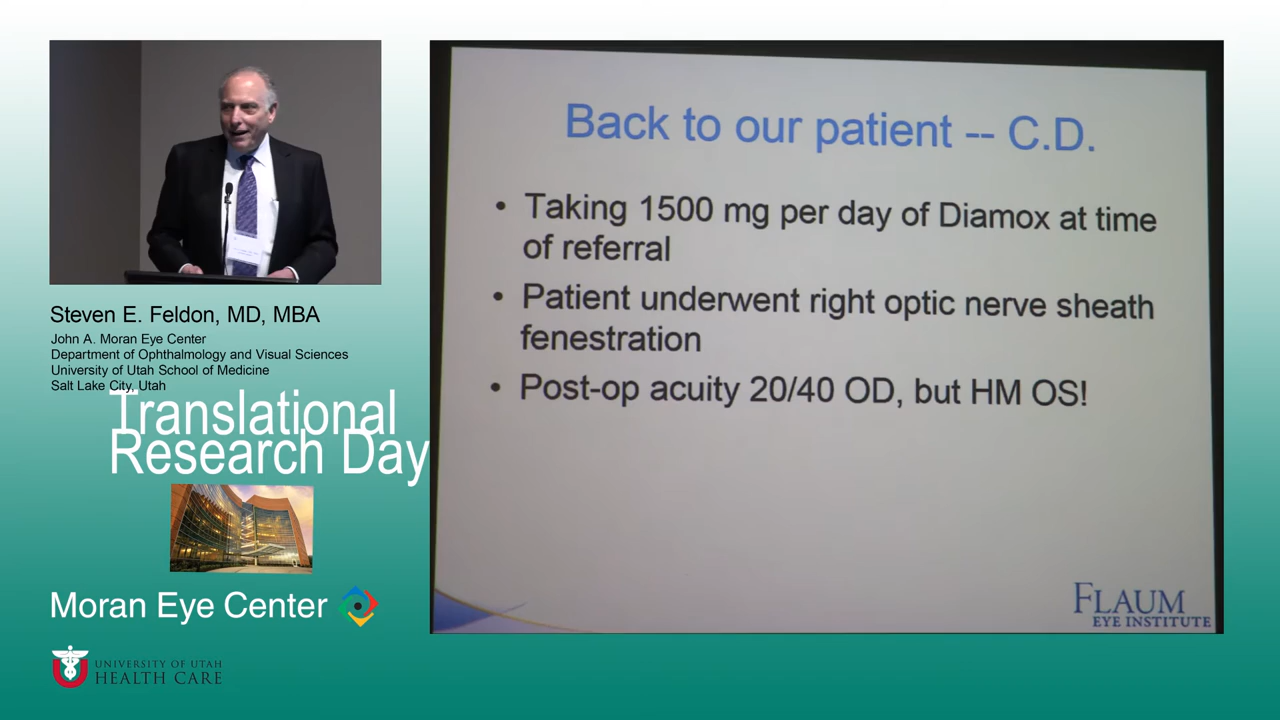 Steven E. Feldon, MD, MBA
John A. Moran Eye Center
Department of Ophthalmology and Visual Sciences
University of Utah School of Medicine
Salt Lake City, Utah
Translational
Research Day
Moran Eye Center
UNIVERSITY OF UTAH
HEALTH CARE
Back to our patient -- C.D.
• Taking 1500 mg per day of Diamox at time
of referral
• Patient underwent right optic nerve sheath
fenestration
• Post-op acuity 20/40 OD, but HM OS!
FLAUM
EYE INSTITUTE